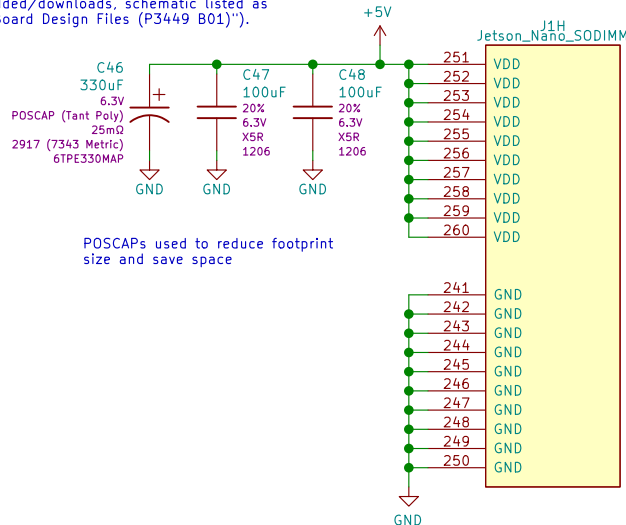 ded/downloads, schematic listed as
oard Design Files (P3449 B01)").
+5V
J1H
Jetson_Nano_SODIMM
C46
330uF
6.3V
POSCAP (Tant Poly)
25mΩ
2917 (7343 Metric)
6TPE330MAP
GND
C47
100uF
20%
6.3V
X5R
1206
GND
C48
100uF
20%
6.3V
X5R
1206
GND
251 VDD
252 VDD
253 VDD
254 VDD
255 VDD
256 VDD
257 VDD
258 VDD
259 VDD
260 VDD
POSCAPs used to reduce footprint
size and save space
241 GND
242 GND
243 GND
244 GND
245 GND
246 GND
247 GND
248 GND
249 GND
250 GND
GND